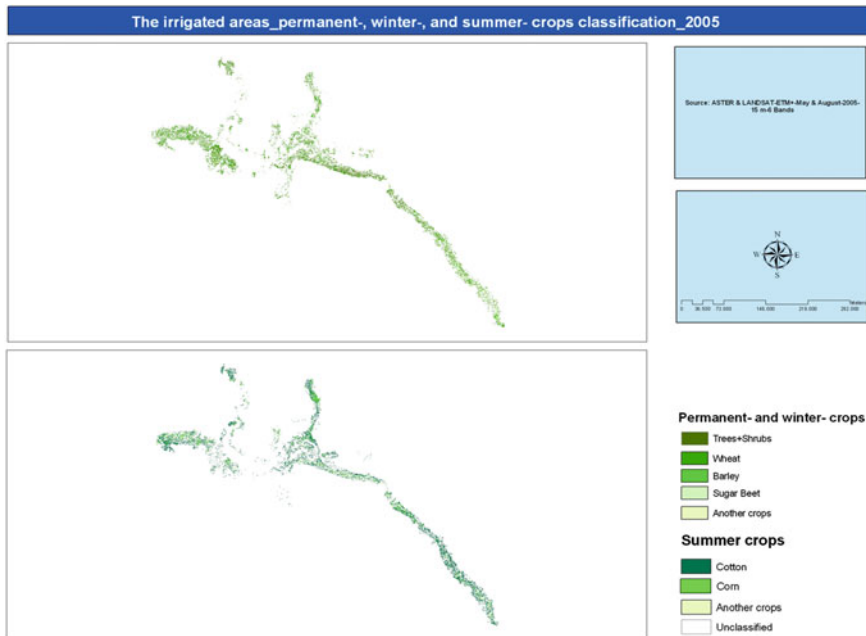 The irrigated areas_permanent-, winter-, and summer- crops classification_2005
Source: ASTER & LANDSAT-ETM+-May & August-2005-
15 m-6 Bands
N
W E
S
Meters
0 36 500 73 000 146 000 219 000 292 000
Permanent- and winter- crops
Trees+Shrubs
Wheat
Barley
Sugar Beet
Another crops
Summer crops
Cotton
Corn
Another crops
Unclassified